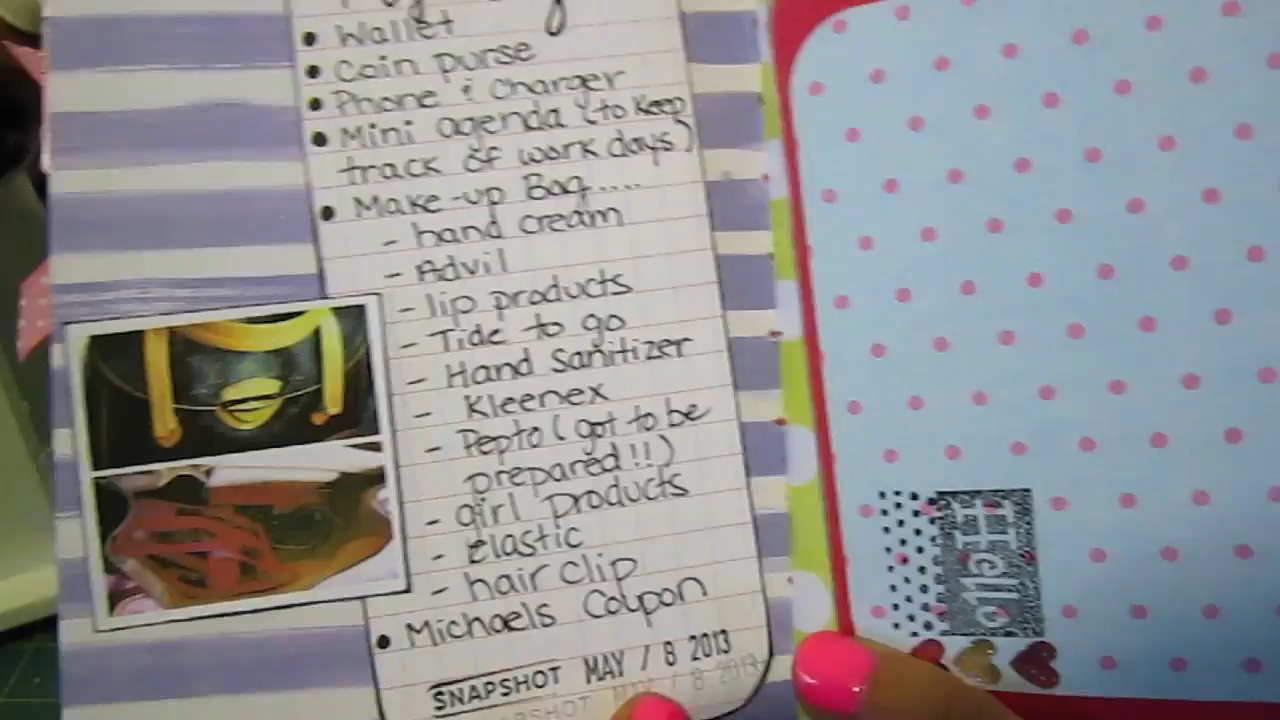 • Wallet
• Coin purse
• Phone & Charger
• Mini agenda (to keep
track of work days)
• Make-up Bag....
- hand cream
- Advil
- lip products
- Tide to go
- Hand Sanitizer
- Kleenex
- Pepto (got to be
prepared!!)
- girl products
- elastic
- hair clip
• Michaels Coupon
SNAPSHOT MAY / 8 2013
Hello